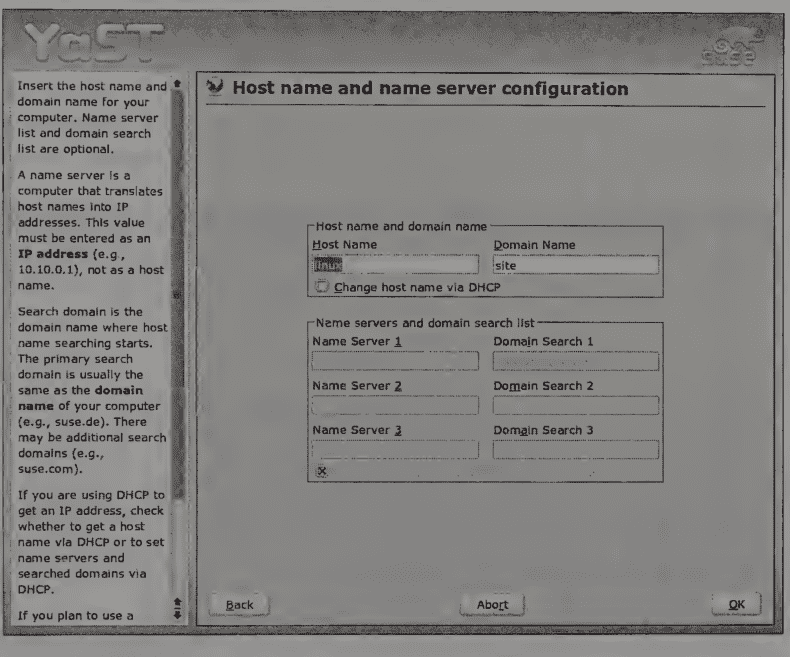 YaST
suse
Insert the host name and
domain name for your
computer. Name server
list and domain search
list are optional.
A name server is a
computer that translates
host names into IP
addresses. This value
must be entered as an
IP address (e.g.,
10.10.0.1), not as a host
name.
Search domain is the
domain name where host
name searching starts.
The primary search
domain is usually the
same as the domain
name of your computer
(e.g., suse.de). There
may be additional search
domains (e.g.,
suse.com).
If you are using DHCP to
get an IP address, check
whether to get a host
name via DHCP or to set
name servers and
searched domains via
DHCP.
If you plan to use a
Host name and name server configuration
Host name and domain name
Host Name Domain Name
linux site
Change host name via DHCP
Name servers and domain search list
Name Server 1 Domain Search 1
Name Server 2 Domain Search 2
Name Server 3 Domain Search 3
Back Abort OK